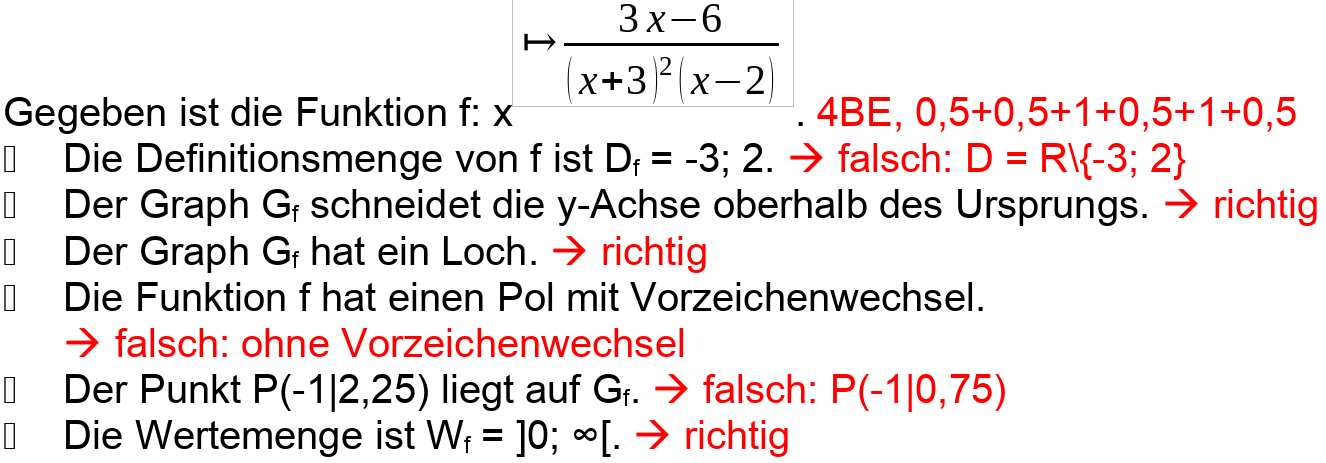 Gegeben ist die Funktion f: x ↦ \frac{3x−6}{(x+3)^2(x−2)} . 4BE, 0,5+0,5+1+0,5+1+0,5
Die Definitionsmenge von f ist D_f = -3; 2. → falsch: D = R\{-3; 2}
Der Graph G_f schneidet die y-Achse oberhalb des Ursprungs. → richtig
Der Graph G_f hat ein Loch. → richtig
Die Funktion f hat einen Pol mit Vorzeichenwechsel.
→ falsch: ohne Vorzeichenwechsel
Der Punkt P(-1|2,25) liegt auf G_f. → falsch: P(-1|0,75)
Die Wertemenge ist W_f = ]0; ∞[. → richtig